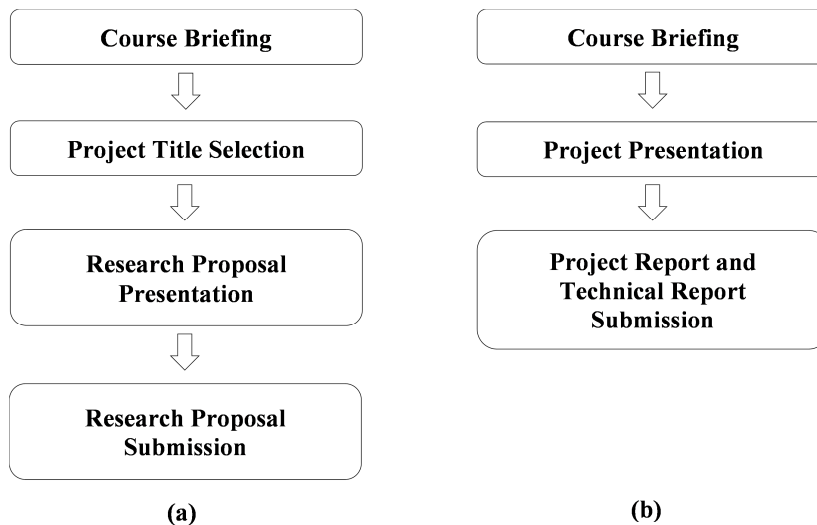 Course Briefing
Project Title Selection
Research Proposal
Presentation
Research Proposal
Submission
(a)
Course Briefing
Project Presentation
Project Report and
Technical Report
Submission
(b)